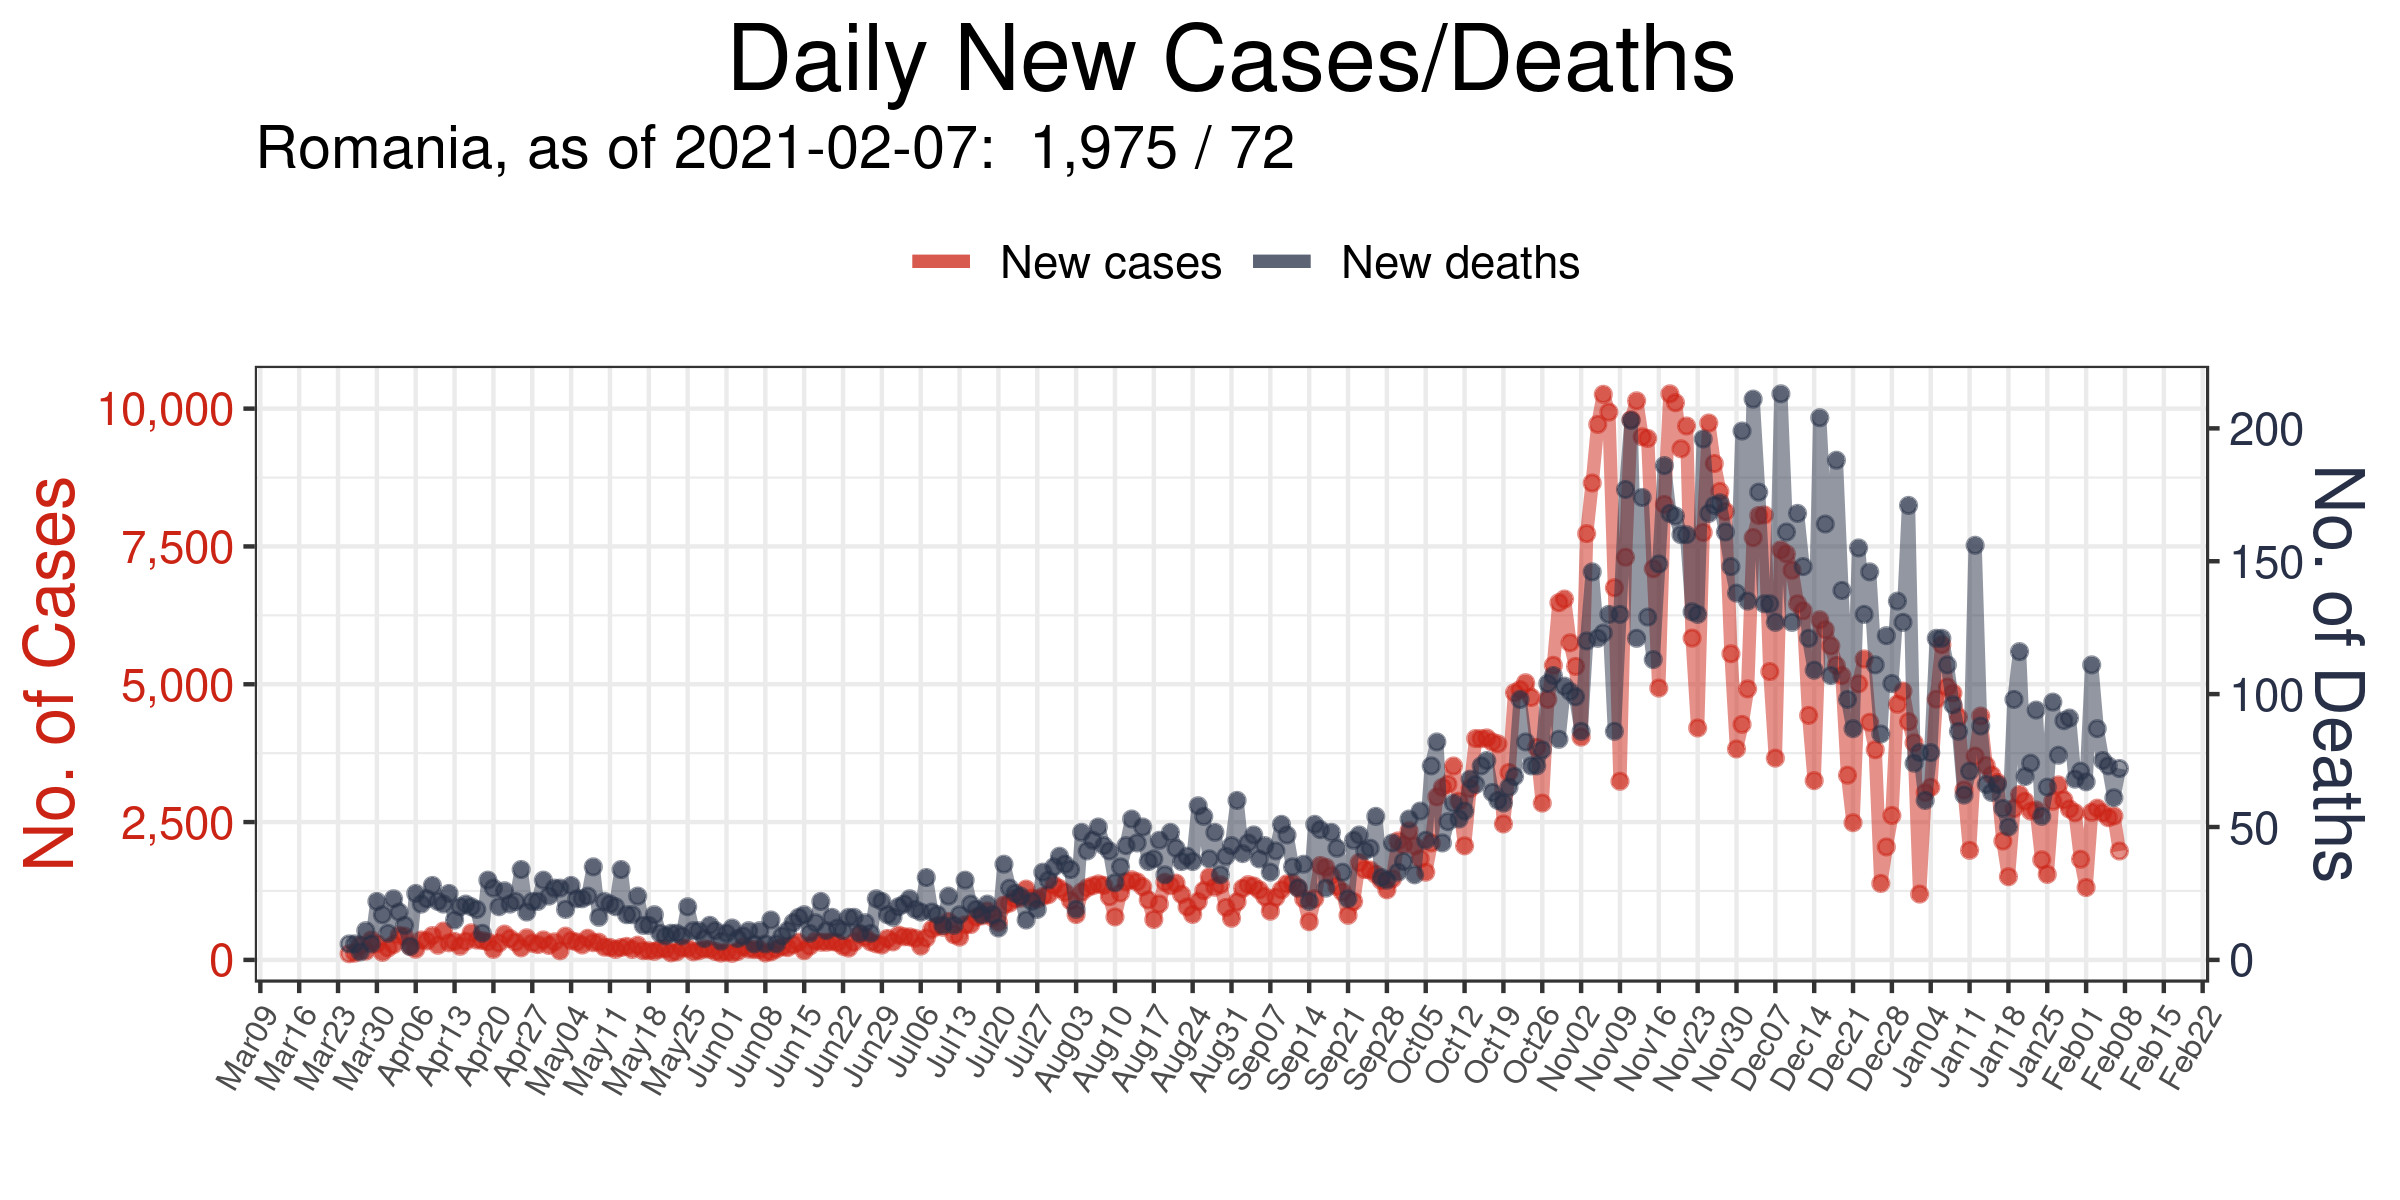 Daily New Cases/Deaths
Romania, as of 2021-02-07:  1,975 / 72
New cases New deaths
No. of Cases
10,000
7,500
5,000
2,500
0
200
150
100
50
0
No. of Deaths
Mar09 Mar16 Mar23 Mar30 Apr06 Apr13 Apr20 Apr27 May04 May11 May18 May25 Jun01 Jun08 Jun15 Jun22 Jun29 Jul06 Jul13 Jul20 Jul27 Aug03 Aug10 Aug17 Aug24 Aug31 Sep07 Sep14 Sep21 Sep28 Oct05 Oct12 Oct19 Oct26 Nov02 Nov09 Nov16 Nov23 Nov30 Dec07 Dec14 Dec21 Dec28 Jan04 Jan11 Jan18 Jan25 Feb01 Feb08 Feb15 Feb22